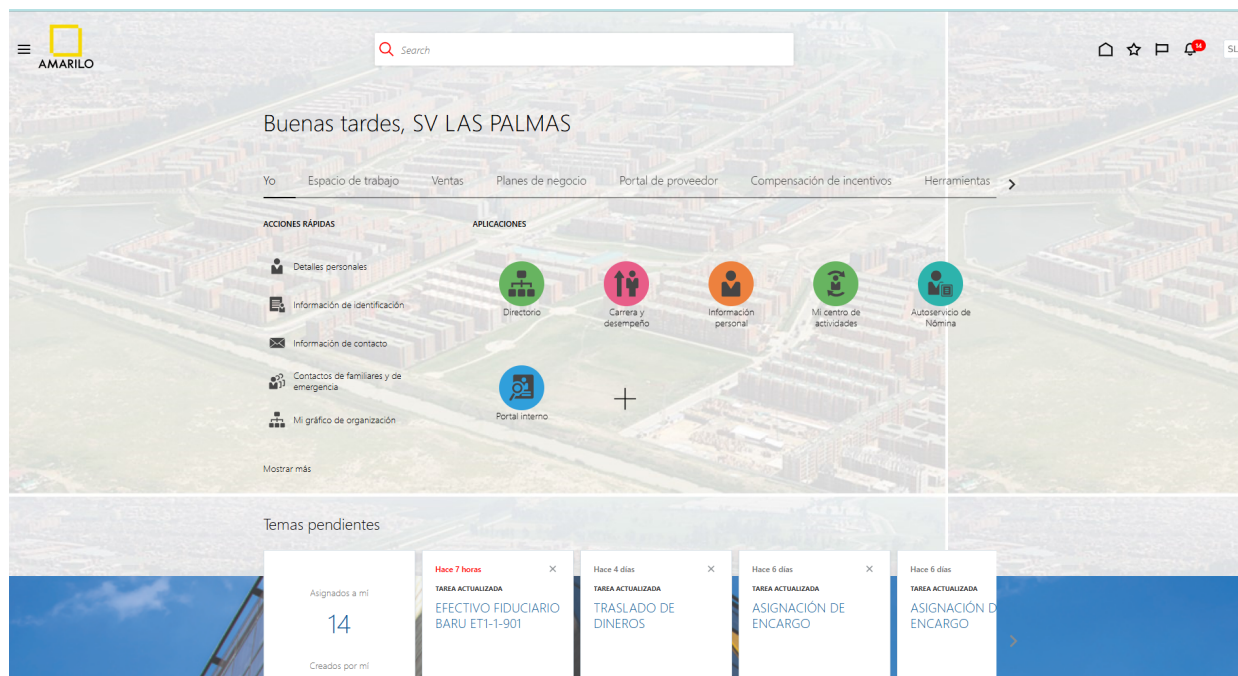 AMARILO
Search
14
SL
Buenas tardes, SV LAS PALMAS
Yo
Espacio de trabajo
Ventas
Planes de negocio
Portal de proveedor
Compensación de incentivos
Herramientas
ACCIONES RÁPIDAS
Detalles personales
Información de identificación
Información de contacto
Contactos de familiares y de
emergencia
Mi gráfico de organización
Mostrar más
APLICACIONES
Directorio
Carrera y
desempeño
Información
personal
Mi centro de
actividades
Autoservicio de
Nómina
Portal interno
Temas pendientes
Asignados a mí
14
Creados por mí
Hace 7 horas
TAREA ACTUALIZADA
EFECTIVO FIDUCIARIO
BARU ET1-1-901
Hace 4 días
TAREA ACTUALIZADA
TRASLADO DE
DINEROS
Hace 6 días
TAREA ACTUALIZADA
ASIGNACIÓN DE
ENCARGO
Hace 6 días
TAREA ACTUALIZADA
ASIGNACIÓN D
ENCARGO